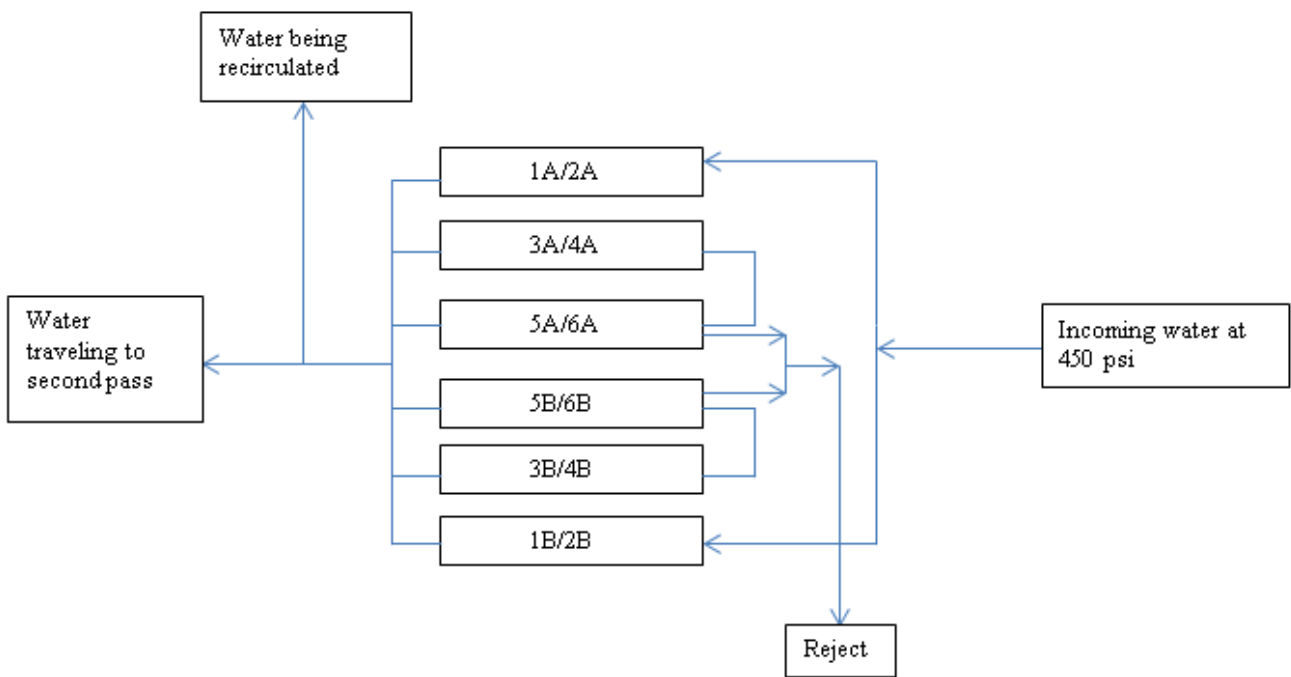 Water being
recirculated
1A/2A
3A/4A
5A/6A
5B/6B
3B/4B
1B/2B
Water
traveling to
second pass
Incoming water at
450 psi
Reject